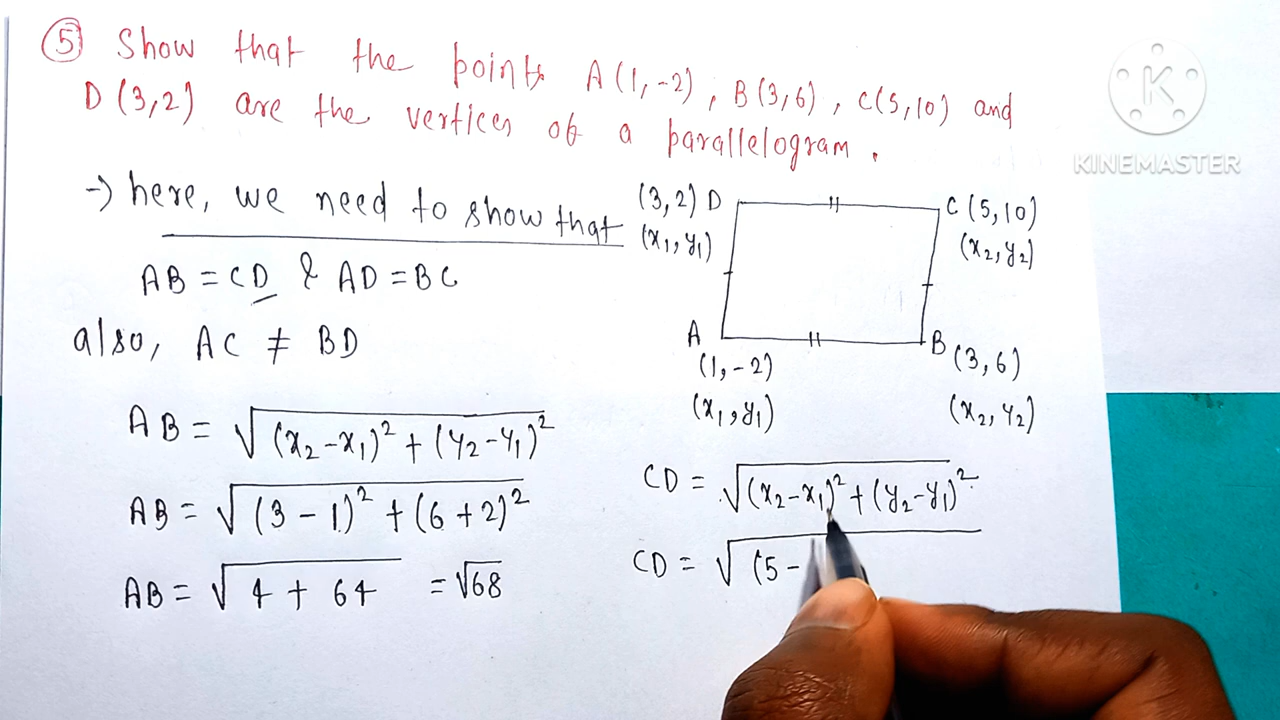 ⑤ Show that the points A(1,-2), B(3,6), C(5,10) and
D(3,2) are the vertices of a parallelogram.
→ here, we need to show that
AB = CD & AD = BC
also, AC ≠ BD
(3,2) D
(x₁,y₁)
C (5,10)
(x₂,y₂)
A
(1,-2)
(x₁,y₁)
B (3,6)
(x₂,y₂)
AB = √(x₂-x₁)²+(y₂-y₁)²
AB = √(3-1)²+(6+2)²
AB = √4+64 = √68
CD = √(x₂-x₁)²+(y₂-y₁)²
CD = √(5-
K
KINEMASTER